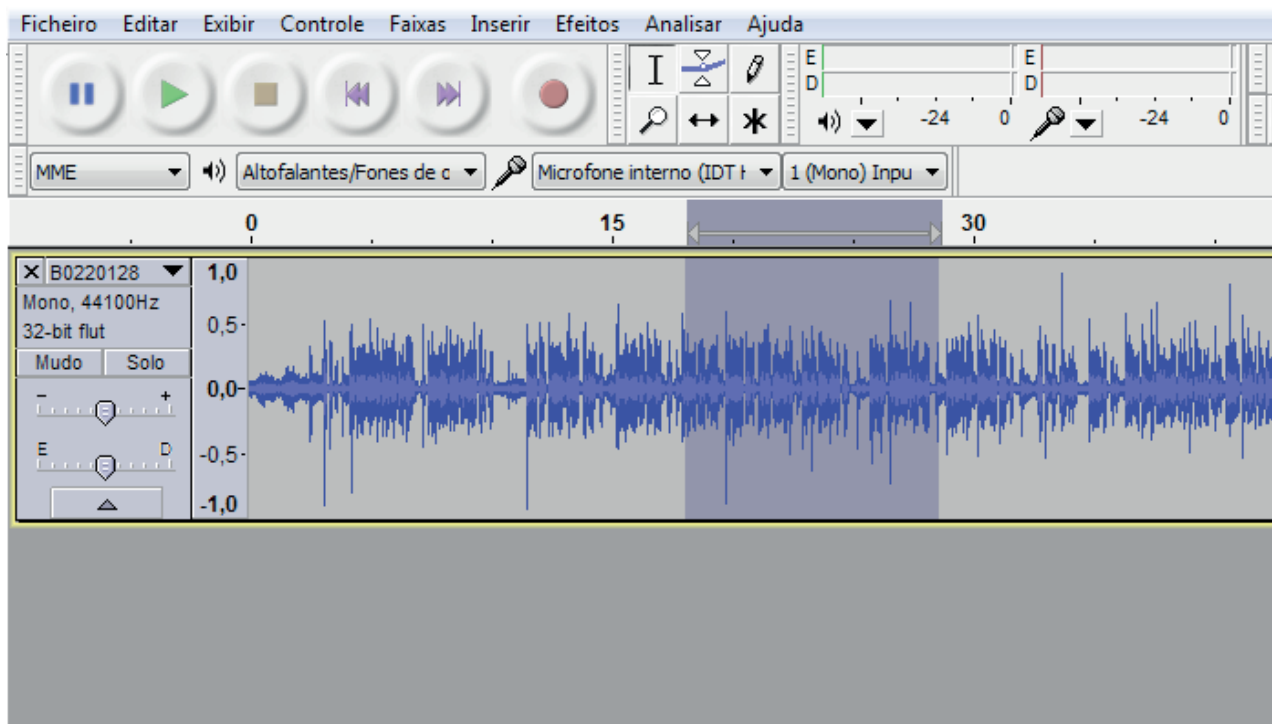 Ficheiro Editar Exibir Controle Faixas Inserir Efeitos Analisar Ajuda
E E
D D
-24 0 -24 0
MME Altofalantes/Fones de c Microfone interno (IDT H 1 (Mono) Inpu
0 15 30
B0220128 1,0
Mono, 44100Hz
32-bit flut 0,5-
Mudo Solo
- + 0,0-
E D -0,5-
-1,0